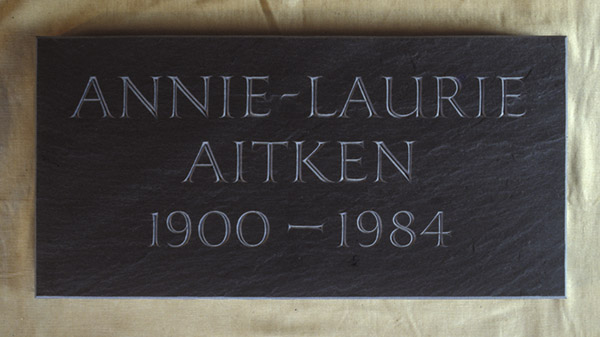 ANNIE-LAURIE
AITKEN
1900 – 1984